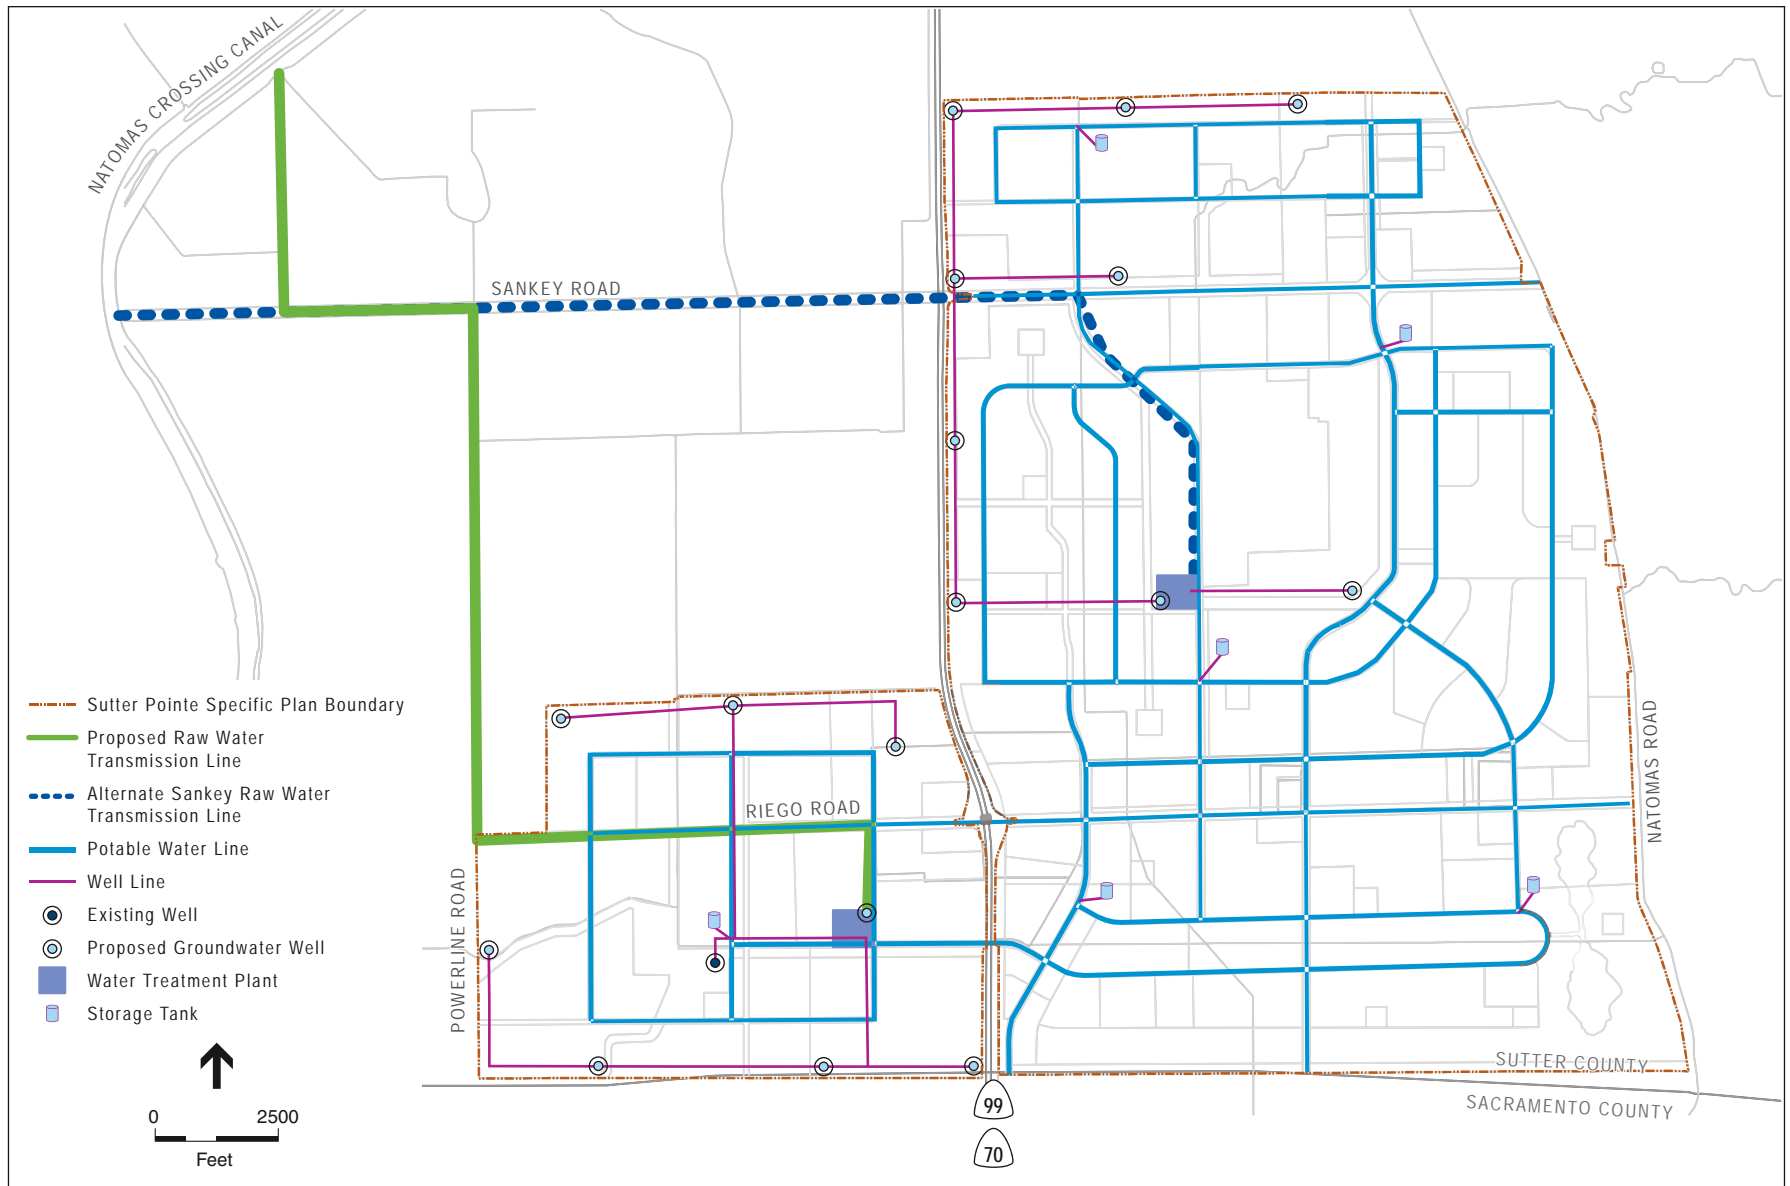 NATOMAS CROSSING CANAL
SANKEY ROAD
Sutter Pointe Specific Plan Boundary
Proposed Raw Water
Transmission Line
Alternate Sankey Raw Water
Transmission Line
Potable Water Line
Well Line
Existing Well
Proposed Groundwater Well
Water Treatment Plant
Storage Tank
0 2500
Feet
RIEGO ROAD
POWERLINE ROAD
NATOMAS ROAD
SUTTER COUNTY
SACRAMENTO COUNTY
99
70